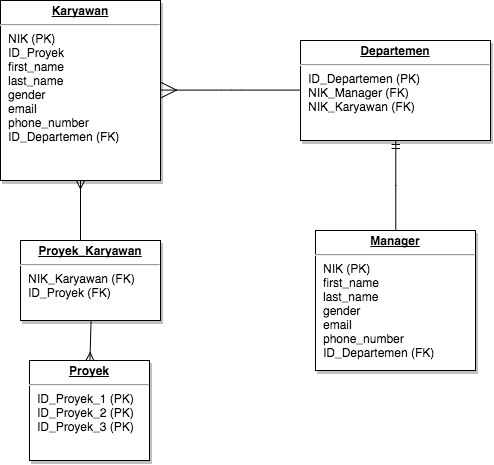 Karyawan
NIK (PK)
ID_Proyek
first_name
last_name
gender
email
phone_number
ID_Departemen (FK)
Departemen
ID_Departemen (PK)
NIK_Manager (FK)
NIK_Karyawan (FK)
Proyek_Karyawan
NIK_Karyawan (FK)
ID_Proyek (FK)
Manager
NIK (PK)
first_name
last_name
gender
email
phone_number
ID_Departemen (FK)
Proyek
ID_Proyek_1 (PK)
ID_Proyek_2 (PK)
ID_Proyek_3 (PK)